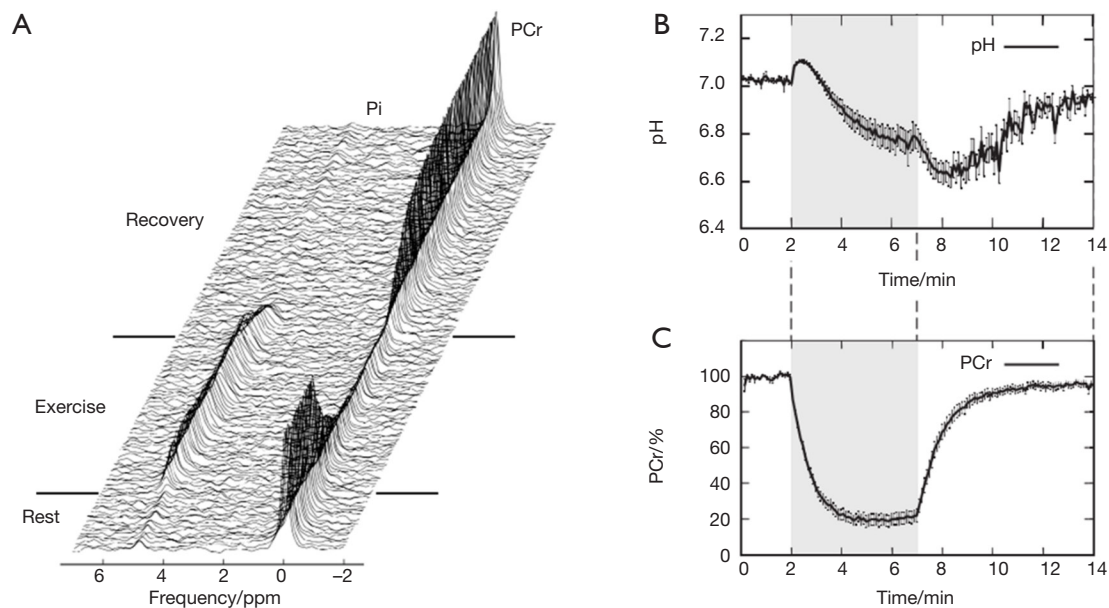 A
PCr
Pi
Recovery
Exercise
Rest
6 4 2 0 –2
Frequency/ppm
B
7.2
7.0
6.8
6.6
6.4
pH
pH
0 2 4 6 8 10 12 14
Time/min
C
100
80
60
40
20
0
PCr/%
PCr
0 2 4 6 8 10 12 14
Time/min